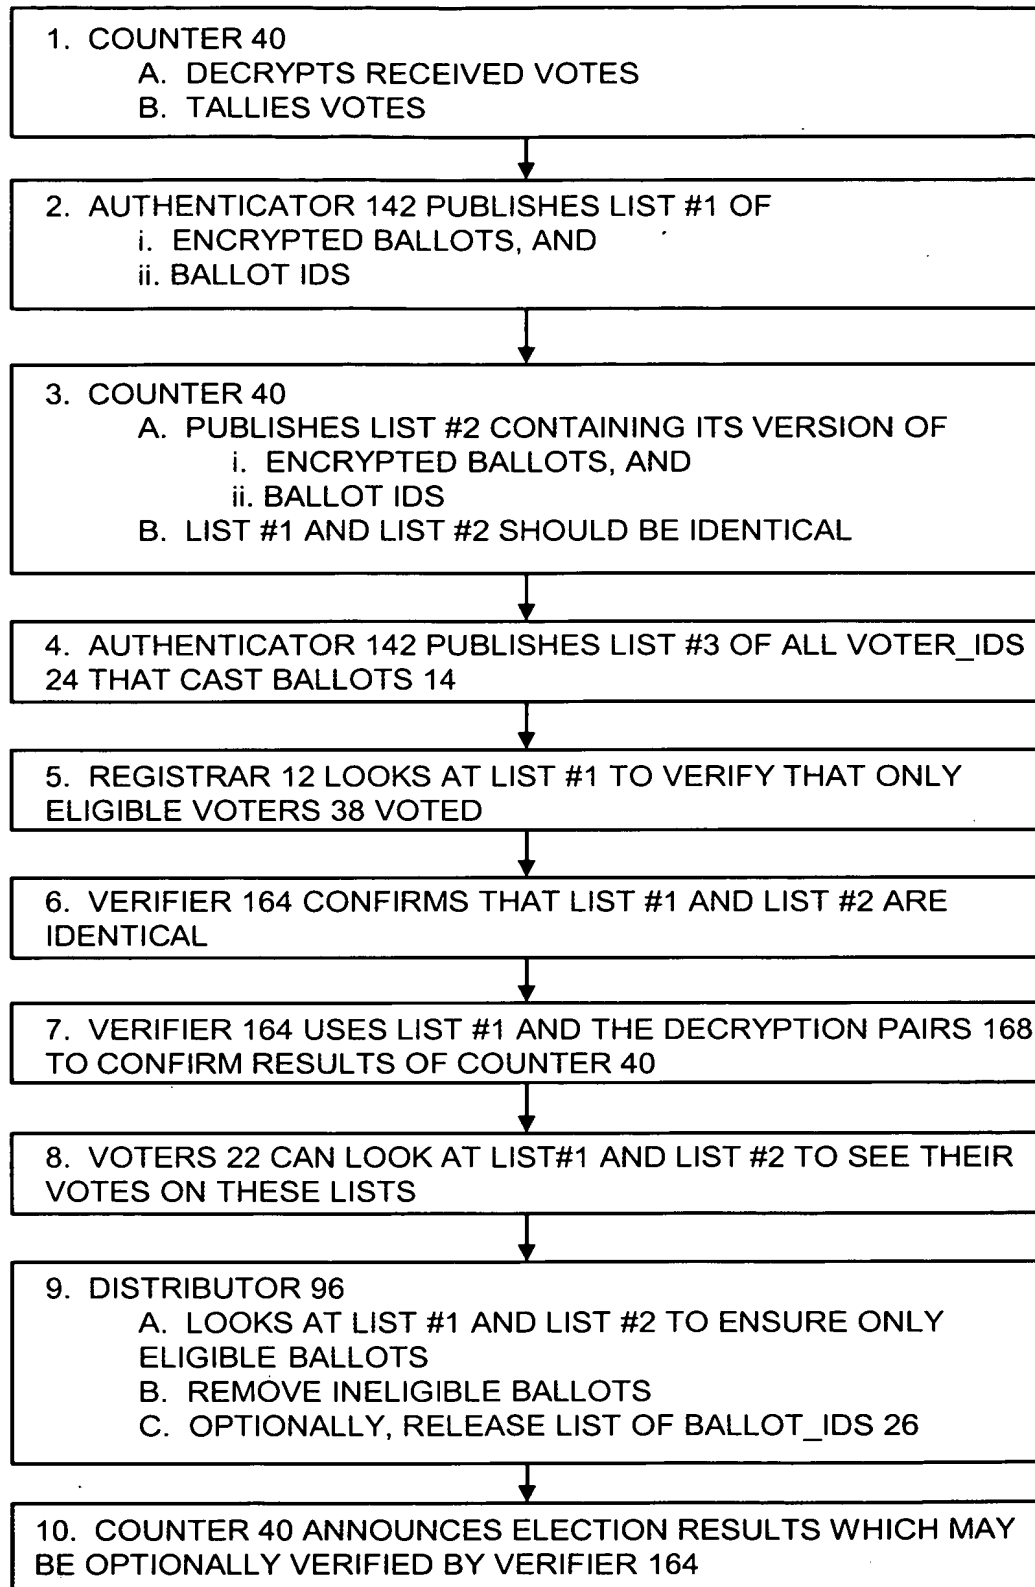 1. COUNTER 40
A. DECRYPTS RECEIVED VOTES
B. TALLIES VOTES
2. AUTHENTICATOR 142 PUBLISHES LIST #1 OF
i. ENCRYPTED BALLOTS, AND
ii. BALLOT IDS
3. COUNTER 40
A. PUBLISHES LIST #2 CONTAINING ITS VERSION OF
i. ENCRYPTED BALLOTS, AND
ii. BALLOT IDS
B. LIST #1 AND LIST #2 SHOULD BE IDENTICAL
4. AUTHENTICATOR 142 PUBLISHES LIST #3 OF ALL VOTER_IDS
24 THAT CAST BALLOTS 14
5. REGISTRAR 12 LOOKS AT LIST #1 TO VERIFY THAT ONLY
ELIGIBLE VOTERS 38 VOTED
6. VERIFIER 164 CONFIRMS THAT LIST #1 AND LIST #2 ARE
IDENTICAL
7. VERIFIER 164 USES LIST #1 AND THE DECRYPTION PAIRS 168
TO CONFIRM RESULTS OF COUNTER 40
8. VOTERS 22 CAN LOOK AT LIST#1 AND LIST #2 TO SEE THEIR
VOTES ON THESE LISTS
9. DISTRIBUTOR 96
A. LOOKS AT LIST #1 AND LIST #2 TO ENSURE ONLY
ELIGIBLE BALLOTS
B. REMOVE INELIGIBLE BALLOTS
C. OPTIONALLY, RELEASE LIST OF BALLOT_IDS 26
10. COUNTER 40 ANNOUNCES ELECTION RESULTS WHICH MAY
BE OPTIONALLY VERIFIED BY VERIFIER 164